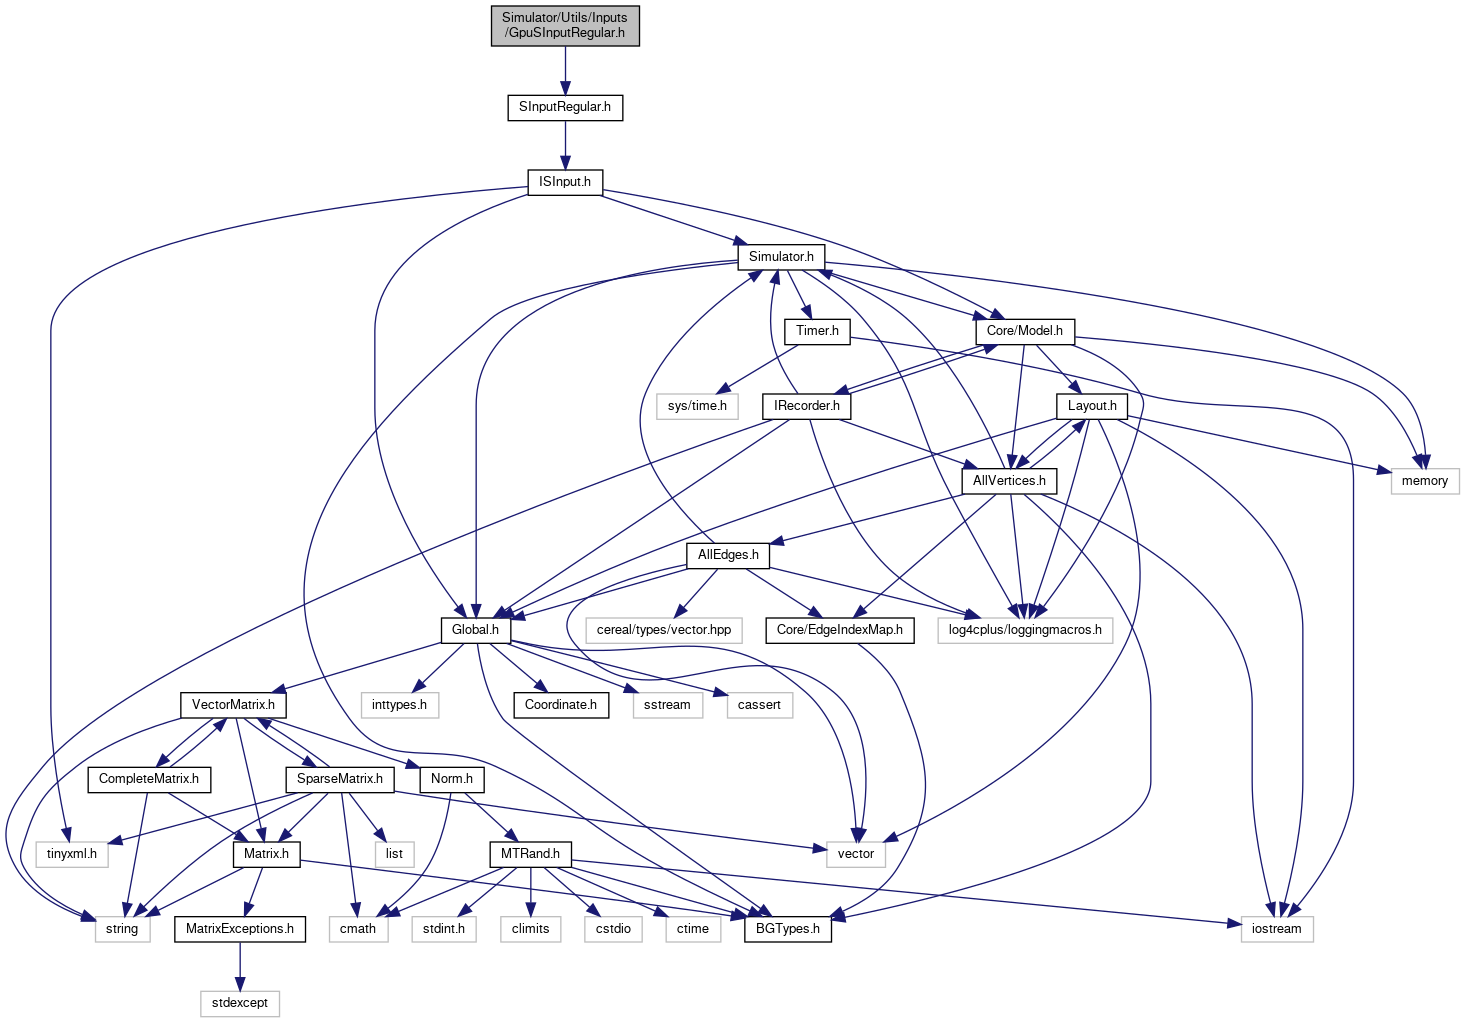 Simulator/Utils/Inputs
/GpuSInputRegular.h
SInputRegular.h
ISInput.h
Simulator.h
Timer.h
Core/Model.h
sys/time.h
IRecorder.h
Layout.h
AllVertices.h
memory
AllEdges.h
Global.h
cereal/types/vector.hpp
Core/EdgeIndexMap.h
log4cplus/loggingmacros.h
VectorMatrix.h
inttypes.h
Coordinate.h
sstream
cassert
CompleteMatrix.h
SparseMatrix.h
Norm.h
tinyxml.h
Matrix.h
list
MTRand.h
vector
string
MatrixExceptions.h
cmath
stdint.h
climits
cstdio
ctime
BGTypes.h
iostream
stdexcept